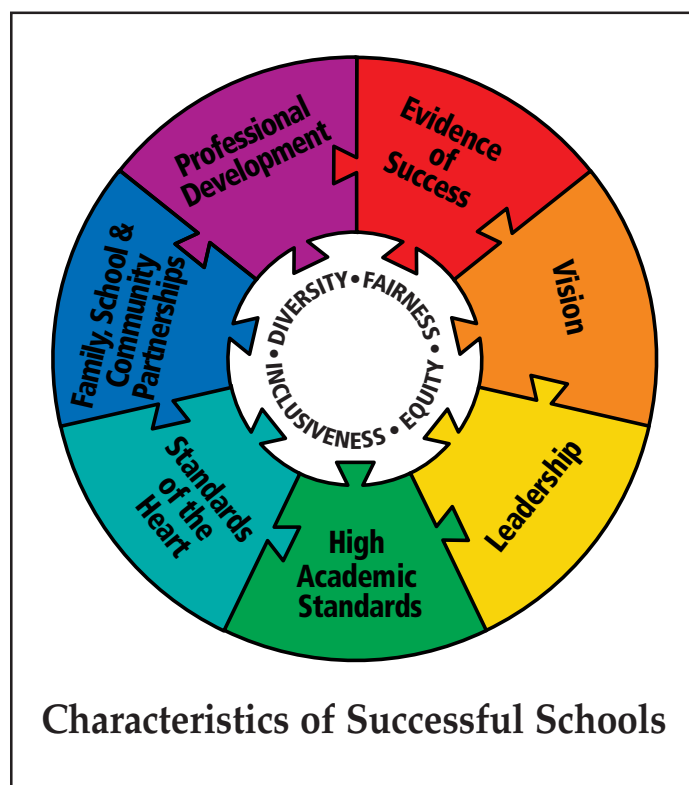 Professional
Development
Evidence
of
Success
Vision
Leadership
High
Academic
Standards
Standards
of the
Heart
Family, School &
Community
Partnerships
• DIVERSITY • FAIRNESS • EQUITY • INCLUSIVENESS
Characteristics of Successful Schools